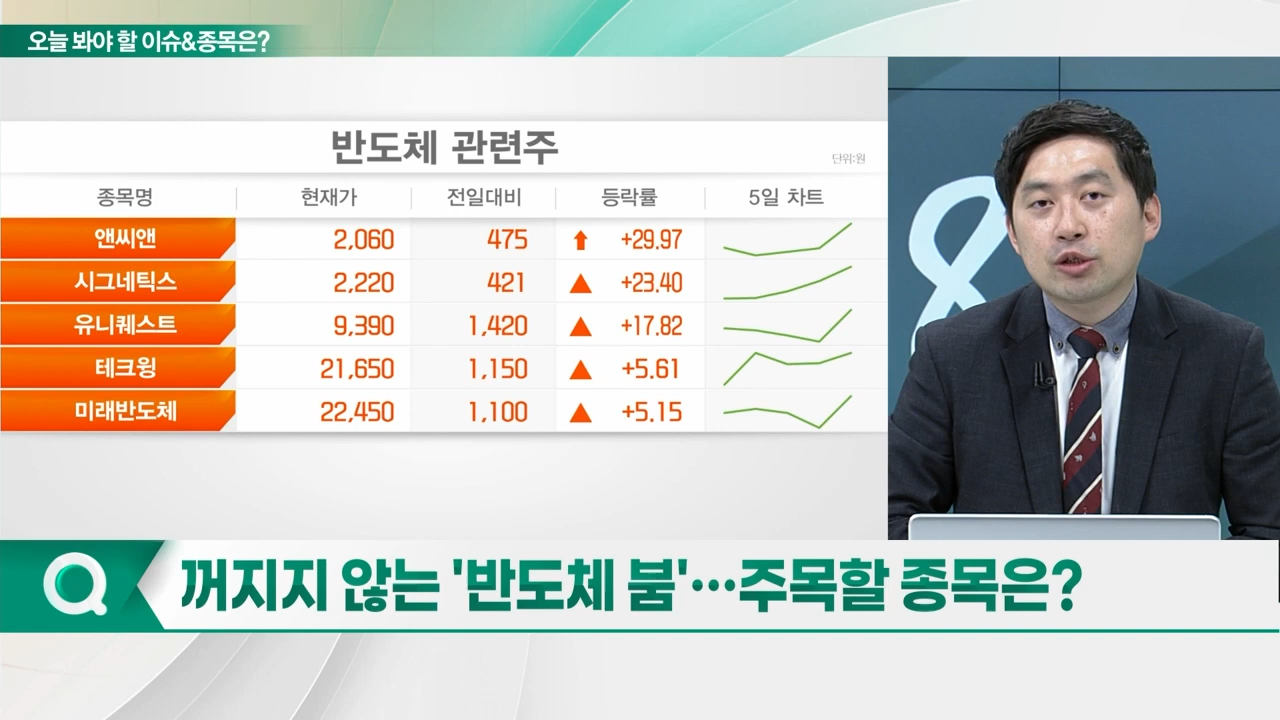 오늘 봐야 할 이슈&종목은?
반도체 관련주
단위:원
종목명 현재가 전일대비 등락률 5일 차트
앤씨앤 2,060 475 ⬆ +29.97
시그네틱스 2,220 421 ▲ +23.40
유니퀘스트 9,390 1,420 ▲ +17.82
테크윙 21,650 1,150 ▲ +5.61
미래반도체 22,450 1,100 ▲ +5.15
꺼지지 않는 '반도체 붐'…주목할 종목은?